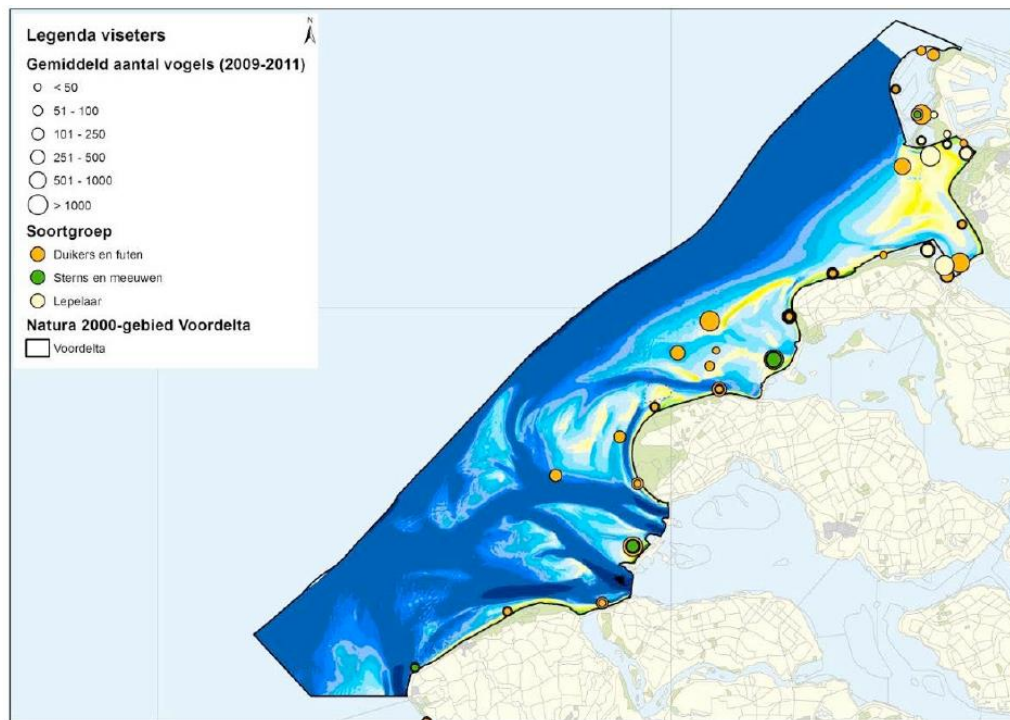 Legenda viseters
N
Gemiddeld aantal vogels (2009-2011)
< 50
51 - 100
101 - 250
251 - 500
501 - 1000
> 1000
Soortgroep
Duikers en futen
Sterns en meeuwen
Lepelaar
Natura 2000-gebied Voordelta
Voordelta